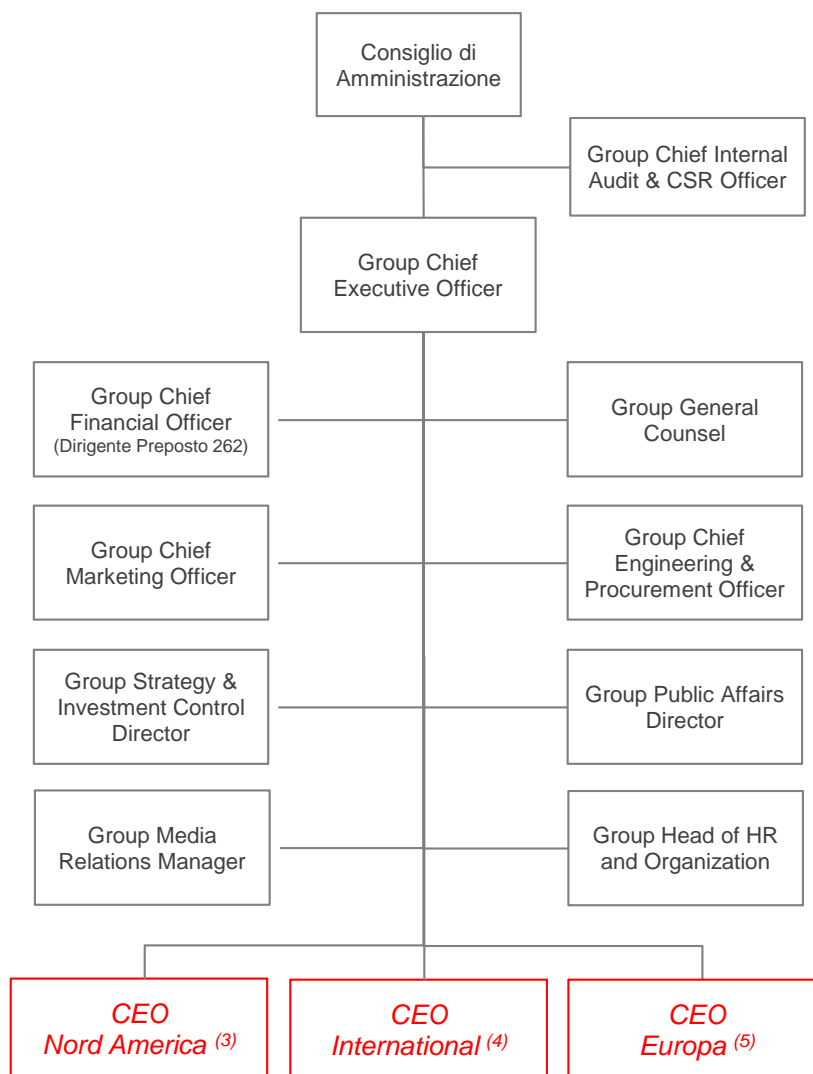 Consiglio di
Amministrazione
Group Chief Internal
Audit & CSR Officer
Group Chief
Executive Officer
Group Chief
Financial Officer
(Dirigente Preposto 262)
Group General
Counsel
Group Chief
Marketing Officer
Group Chief
Engineering &
Procurement Officer
Group Strategy &
Investment Control
Director
Group Public Affairs
Director
Group Media
Relations Manager
Group Head of HR
and Organization
CEO
Nord America (3)
CEO
International (4)
CEO
Europa (5)